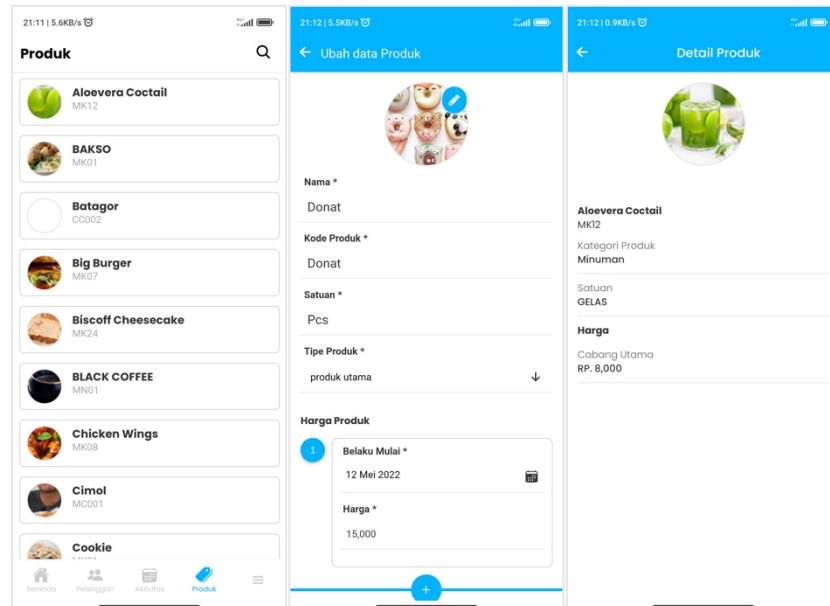 21:11 | 5.6KB/s
Produk
Aloevera Coctail
MK12
BAKSO
MK01
Batagor
CC002
Big Burger
MK07
Biscoff Cheesecake
MK24
BLACK COFFEE
MN01
Chicken Wings
MK08
Cimol
MC001
Cookie
Beranda
Pelanggan
Aktivitas
Produk
21:12 | 5.5KB/s
Ubah data Produk
Nama *
Donat
Kode Produk *
Donat
Satuan *
Pcs
Tipe Produk *
produk utama
Harga Produk
1
Belaku Mulai *
12 Mei 2022
Harga *
15,000
+
21:12 | 0.9KB/s
Detail Produk
Aloevera Coctail
MK12
Kategori Produk
Minuman
Satuan
GELAS
Harga
Cabang Utama
RP. 8,000